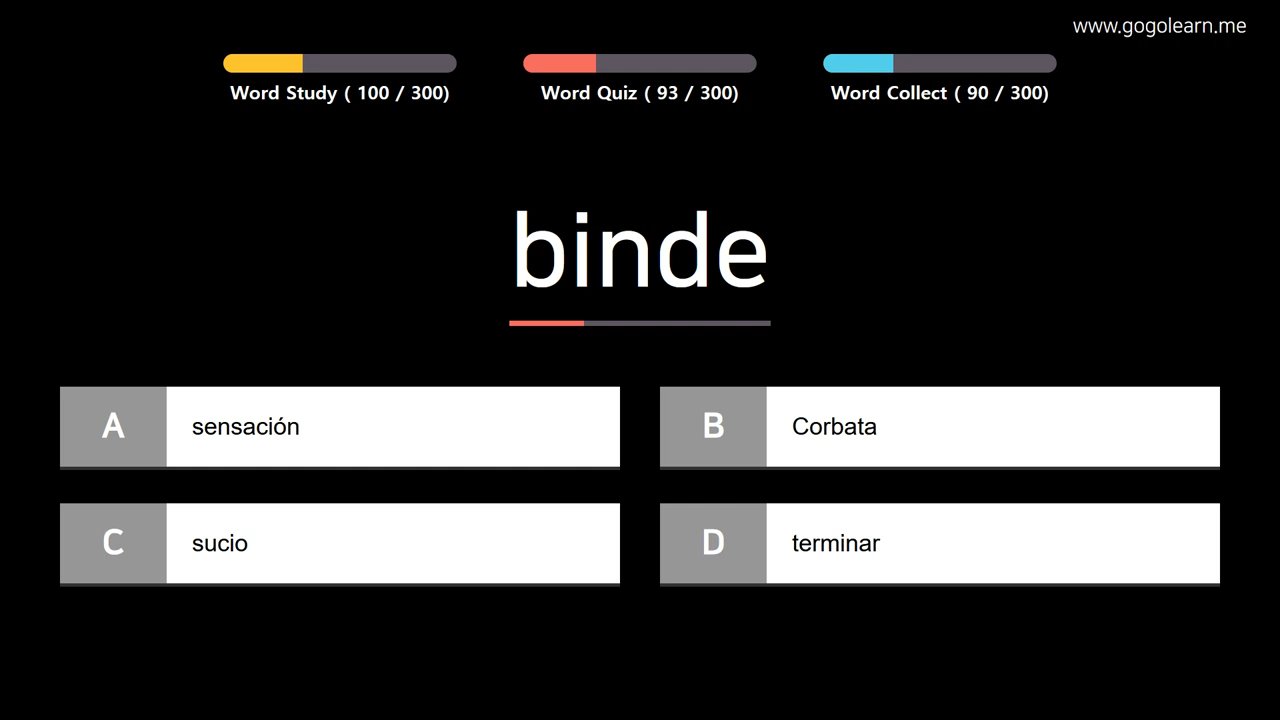 www.gogolearn.me
Word Study ( 100 / 300)
Word Quiz ( 93 / 300)
Word Collect ( 90 / 300)
binde
A sensación
B Corbata
C sucio
D terminar